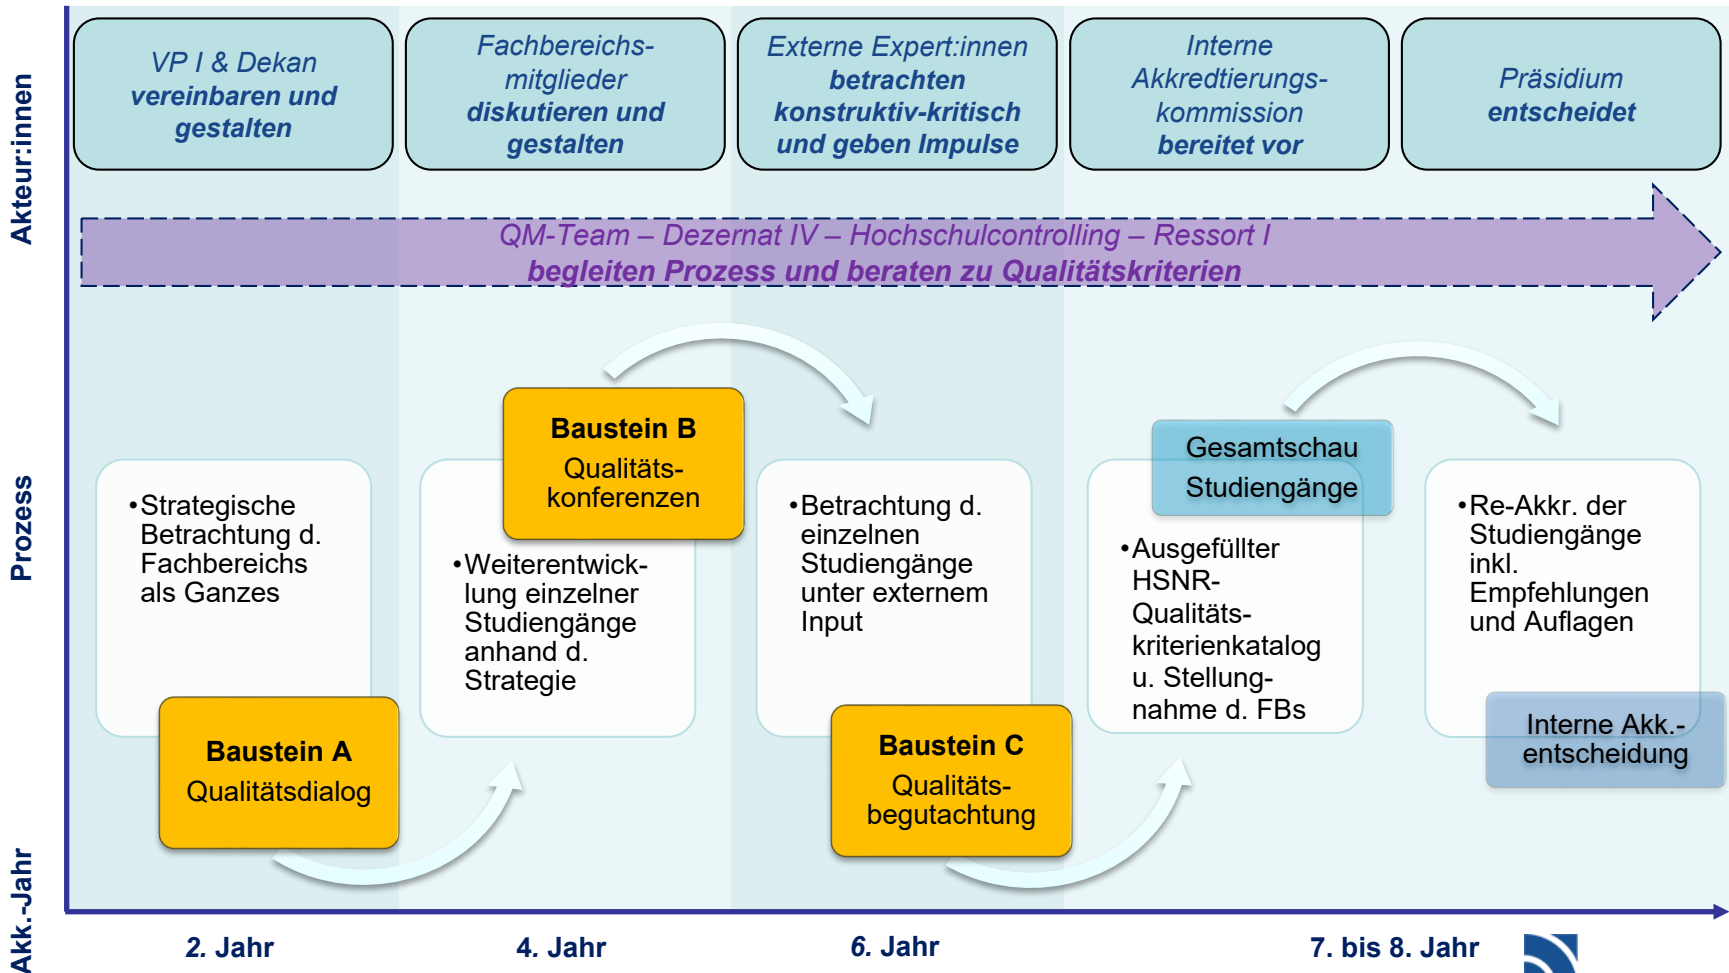 Akteur:innen
VP I & Dekan
vereinbaren und
gestalten
Fachbereichs-
mitglieder
diskutieren und
gestalten
Externe Expert:innen
betrachten
konstruktiv-kritisch
und geben Impulse
Interne
Akkredtierungs-
kommission
bereitet vor
Präsidium
entscheidet
QM-Team – Dezernat IV – Hochschulcontrolling – Ressort I
begleiten Prozess und beraten zu Qualitätskriterien
Prozess
•Strategische
Betrachtung d.
Fachbereichs
als Ganzes
Baustein A
Qualitätsdialog
Baustein B
Qualitäts-
konferenzen
•Weiterentwick-
lung einzelner
Studiengänge
anhand d.
Strategie
•Betrachtung d.
einzelnen
Studiengänge
unter externem
Input
Baustein C
Qualitäts-
begutachtung
Gesamtschau
Studiengänge
•Ausgefüllter
HSNR-
Qualitäts-
kriterienkatalog
u. Stellung-
nahme d. FBs
•Re-Akkr. der
Studiengänge
inkl.
Empfehlungen
und Auflagen
Interne Akk.-
entscheidung
Akk.-Jahr
2. Jahr
4. Jahr
6. Jahr
7. bis 8. Jahr